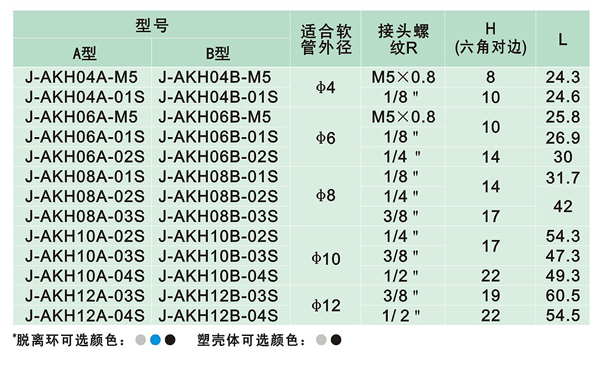 型号 适合软管外径 接头螺纹R H (六角对边) L
A型 B型
J-AKH04A-M5 J-AKH04B-M5 Φ4 M5×0.8 8 24.3
J-AKH04A-01S J-AKH04B-01S 1/8" 10 24.6
J-AKH06A-M5 J-AKH06B-M5 Φ6 M5×0.8 10 25.8
J-AKH06A-01S J-AKH06B-01S 1/8" 26.9
J-AKH06A-02S J-AKH06B-02S 1/4" 14 30
J-AKH08A-01S J-AKH08B-01S Φ8 1/8" 14 31.7
J-AKH08A-02S J-AKH08B-02S 1/4" 42
J-AKH08A-03S J-AKH08B-03S 3/8" 17
J-AKH10A-02S J-AKH10B-02S Φ10 1/4" 17 54.3
J-AKH10A-03S J-AKH10B-03S 3/8" 47.3
J-AKH10A-04S J-AKH10B-04S 1/2" 22 49.3
J-AKH12A-03S J-AKH12B-03S Φ12 3/8" 19 60.5
J-AKH12A-04S J-AKH12B-04S 1/2" 22 54.5
*脱离环可选颜色： 塑壳体可选颜色：